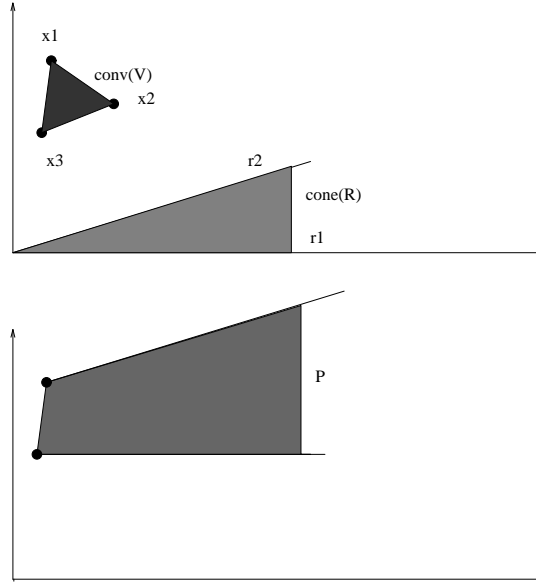 x1
conv(V)
x2
x3
r2
cone(R)
r1
P